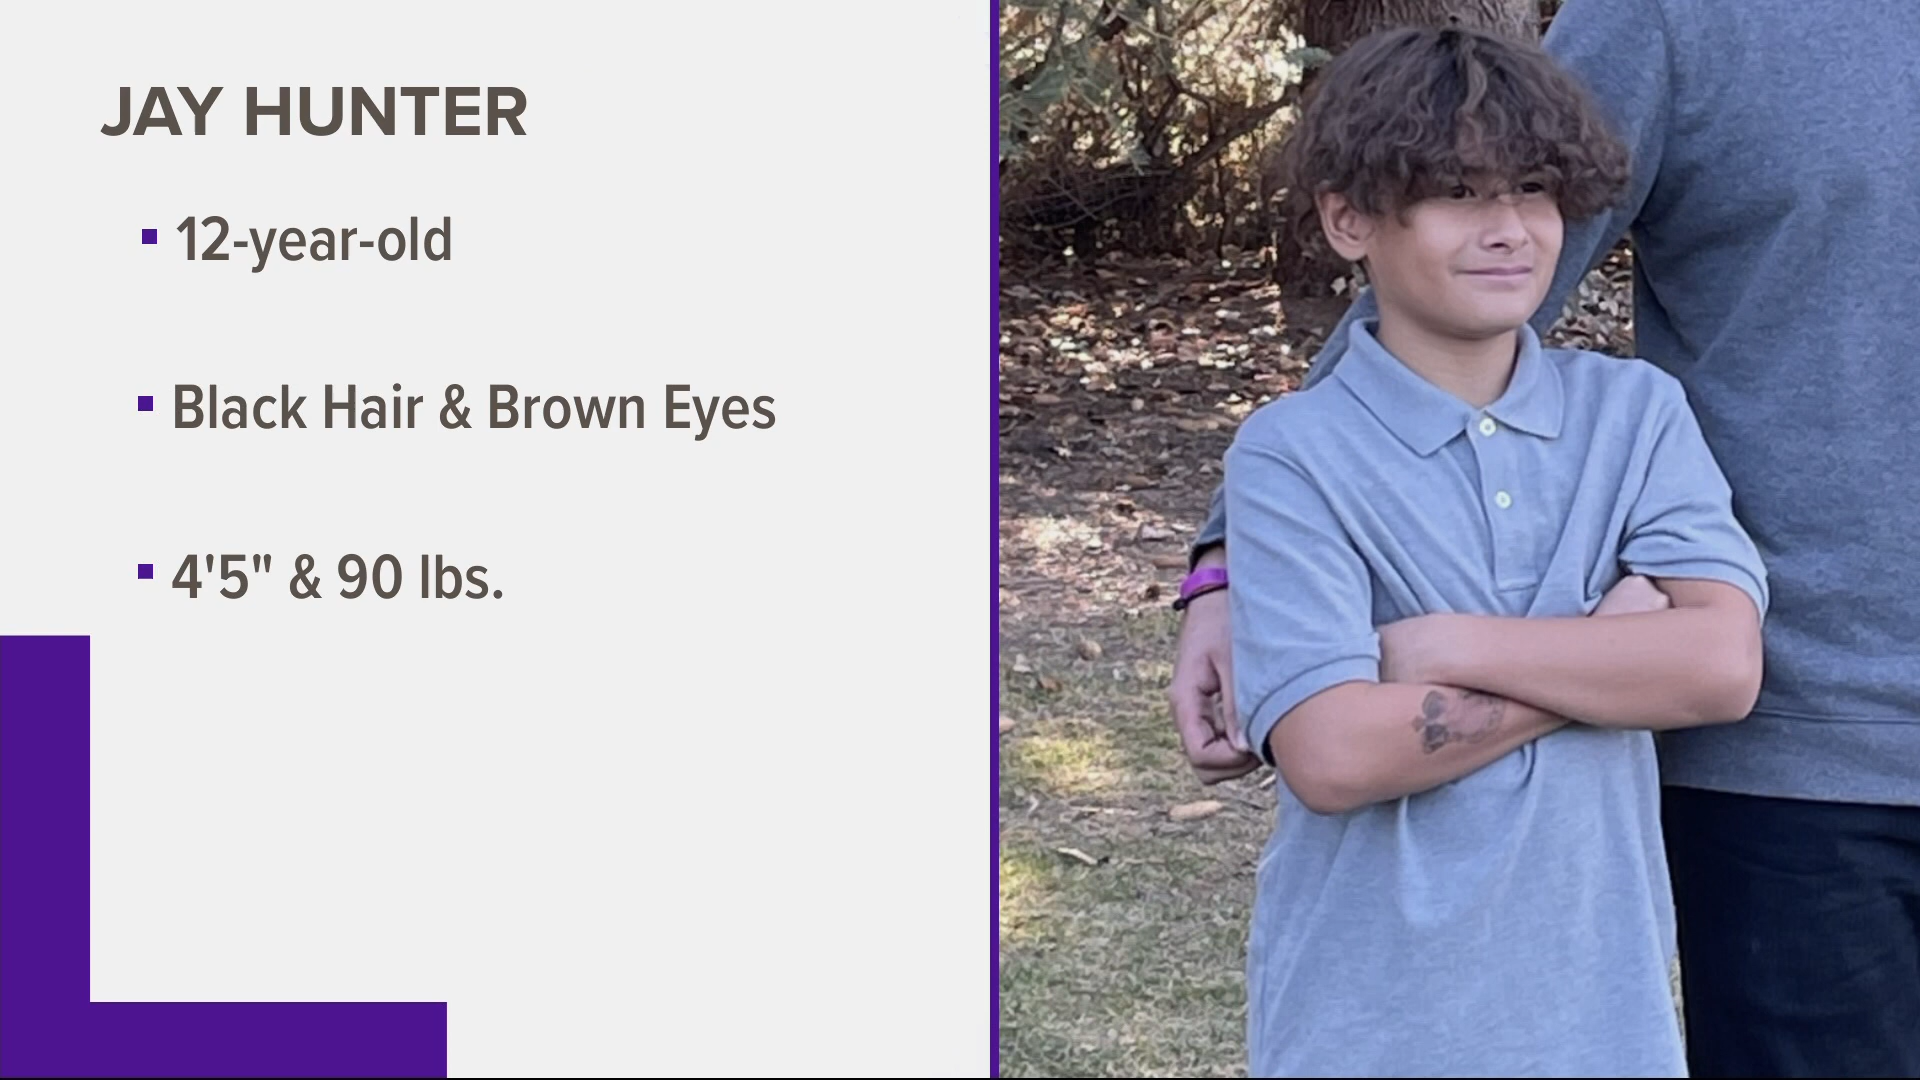 JAY HUNTER
12-year-old
Black Hair & Brown Eyes
4'5" & 90 lbs.